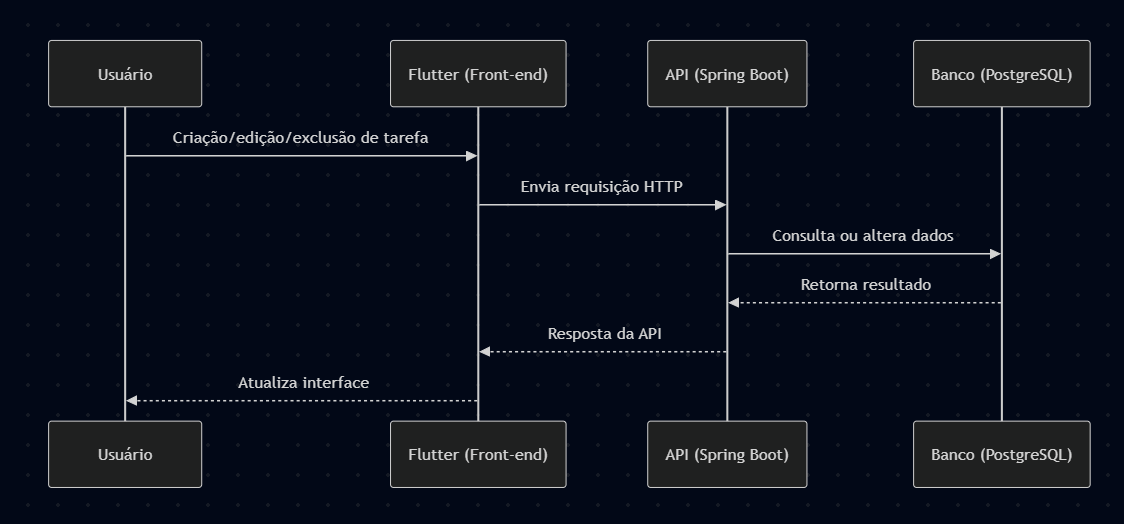 Usuário
Flutter (Front-end)
API (Spring Boot)
Banco (PostgreSQL)
Criação/edição/exclusão de tarefa
Envia requisição HTTP
Consulta ou altera dados
Retorna resultado
Resposta da API
Atualiza interface
Usuário
Flutter (Front-end)
API (Spring Boot)
Banco (PostgreSQL)